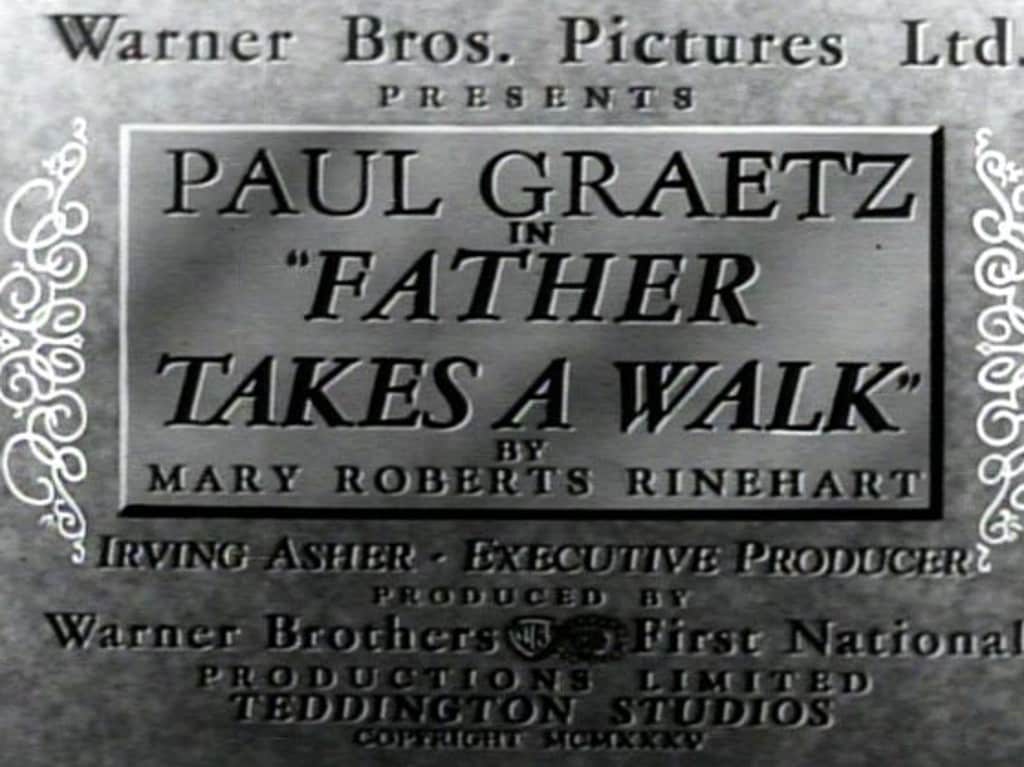 Warner Bros. Pictures Ltd.
PRESENTS
PAUL GRAETZ
IN
"FATHER
TAKES A WALK"
BY
MARY ROBERTS RINEHART
IRVING ASHER - EXECUTIVE PRODUCER
PRODUCED BY
Warner Brothers WB First National
PRODUCTIONS LIMITED
TEDDINGTON STUDIOS
COPYRIGHT MCMXXXV